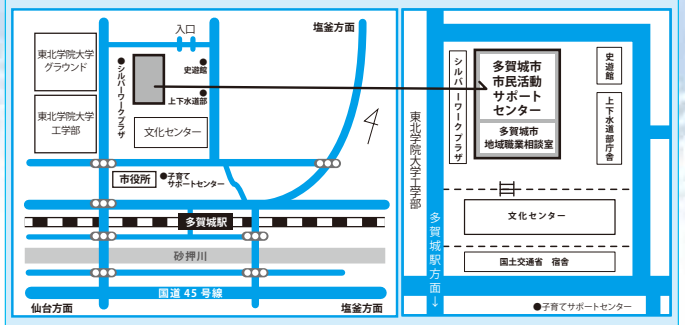 入口
塩釜方面
東北学院大学
グラウンド
シルバーワークプラザ
史遊館
上下水道部
東北学院大学
工学部
文化センター
市役所
子育て
サポートセンター
多賀城駅
砂押川
国道45号線
仙台方面
塩釜方面
シルバーワークプラザ
多賀城市
市民活動
サポート
センター
多賀城市
地域職業相談室
史遊館
上下水道部庁舎
東北学院大学工学部
多賀城駅方面↓
文化センター
国土交通省 宿舎
子育てサポートセンター